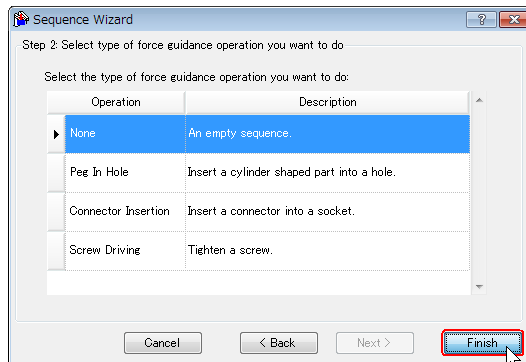 Sequence Wizard
Step 2: Select type of force guidance operation you want to do
Select the type of force guidance operation you want to do:
Operation Description
None An empty sequence.
Peg In Hole Insert a cylinder shaped part into a hole.
Connector Insertion Insert a connector into a socket.
Screw Driving Tighten a screw.
Cancel < Back Next > Finish